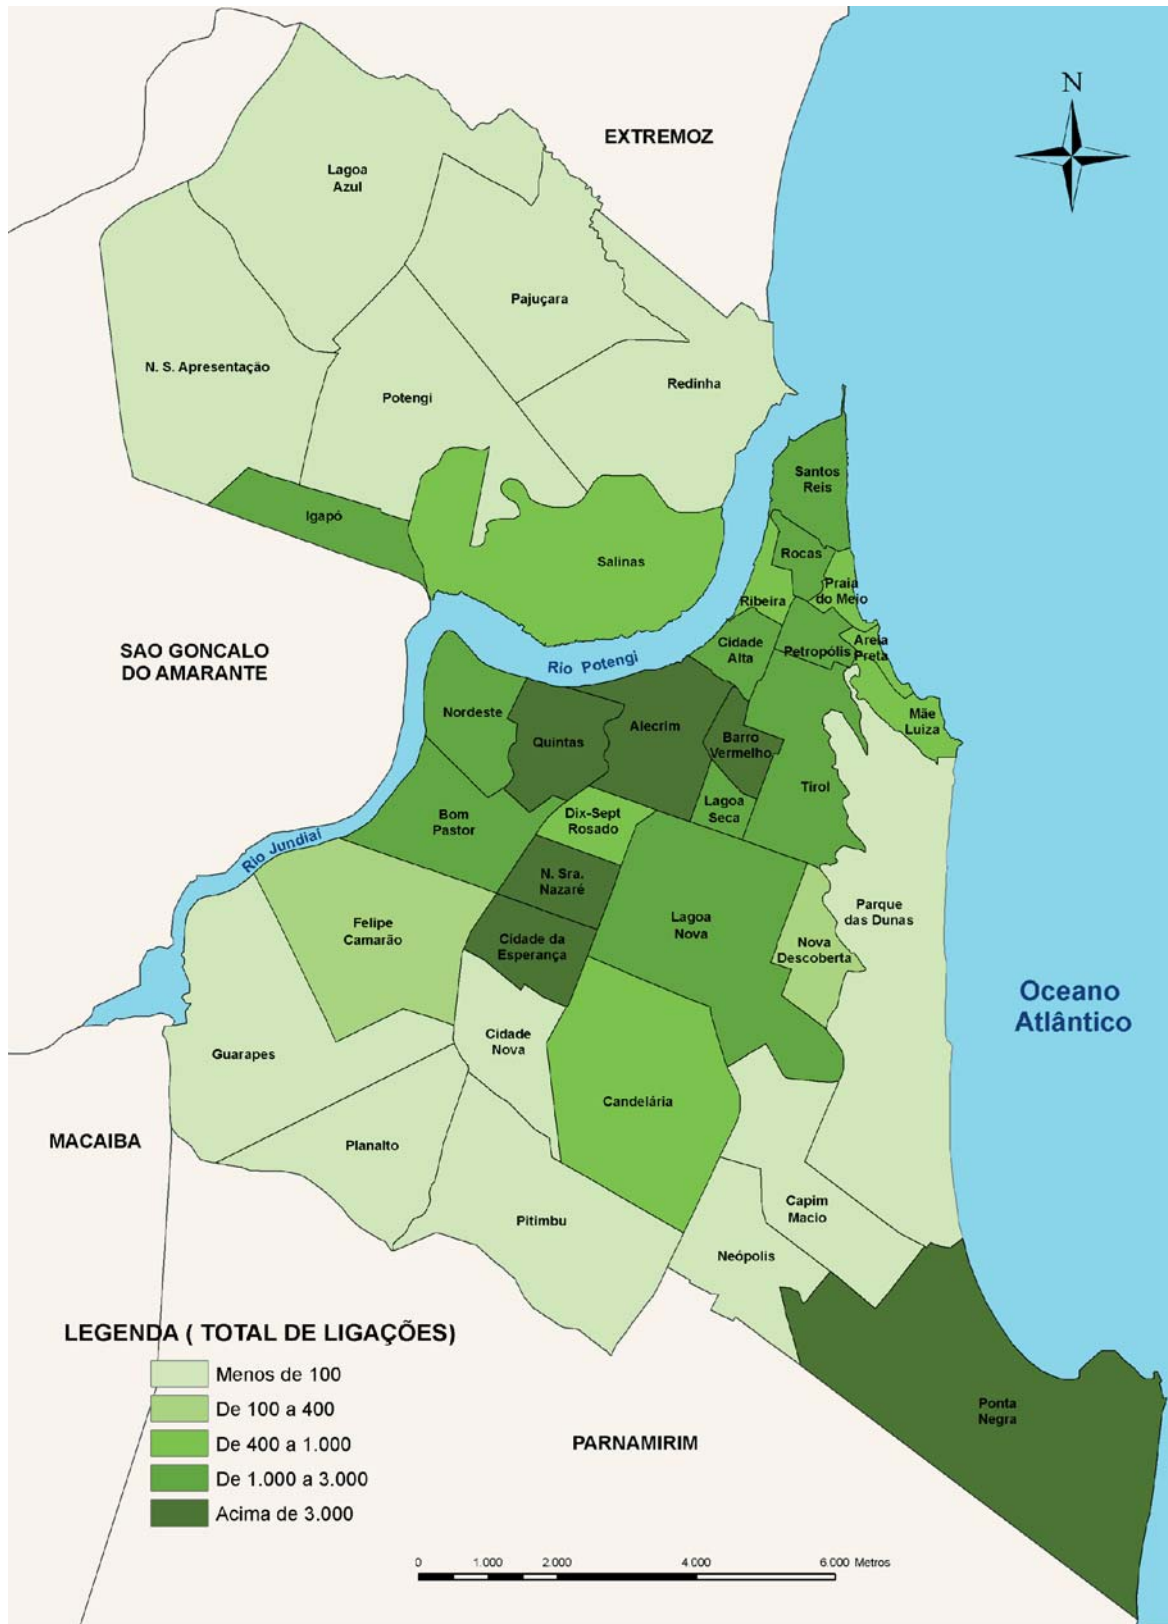 N
EXTREMOZ
Lagoa
Azul
Pajuçara
N. S. Apresentação
Potengi
Redinha
Santos
Reis
Igapó
Rocas
Salinas
Praia
do Meio
Ribeira
Cidade
Alta
Petropólis
Areia
Preta
SAO GONCALO
DO AMARANTE
Rio Potengi
Nordeste
Quintas
Alecrim
Barro
Vermelho
Mãe
Luiza
Tirol
Lagoa
Seca
Bom
Pastor
Dix-Sept
Rosado
Rio Jundiaí
N. Sra.
Nazaré
Felipe
Camarão
Cidade da
Esperança
Lagoa
Nova
Nova
Descoberta
Parque
das Dunas
Oceano
Atlântico
Guarapes
Cidade
Nova
Candelária
MACAIBA
Planalto
Pitimbu
Capim
Macio
Neópolis
LEGENDA ( TOTAL DE LIGAÇÕES)
Menos de 100
De 100 a 400
De 400 a 1.000
De 1.000 a 3.000
Acima de 3.000
PARNAMIRIM
Ponta
Negra
0 1.000 2.000 4.000 6.000 Metros